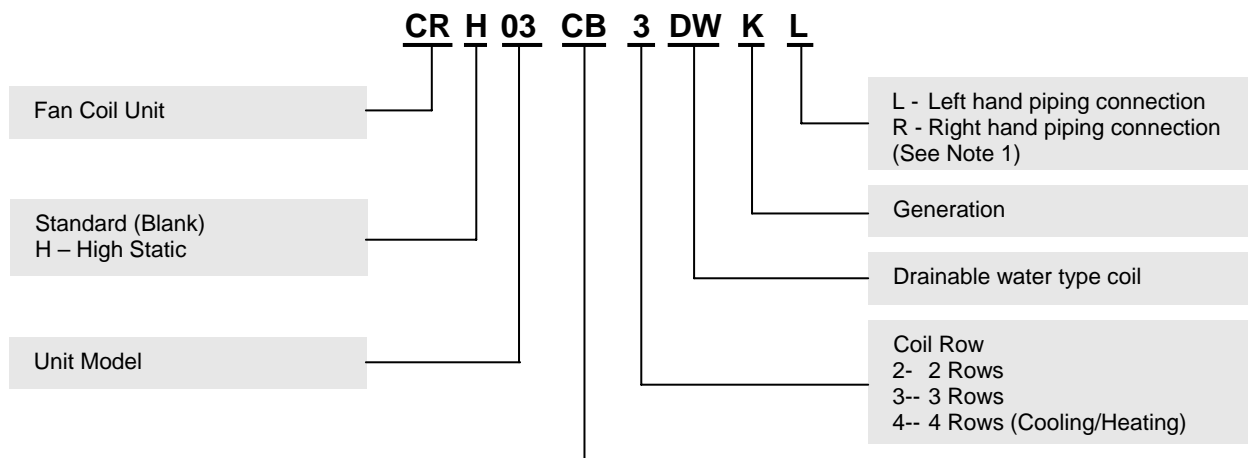 CR H 03 CB 3 DW K L
Fan Coil Unit
Standard (Blank)
H – High Static
Unit Model
L - Left hand piping connection
R - Right hand piping connection
(See Note 1)
Generation
Drainable water type coil
Coil Row
2- 2 Rows
3-- 3 Rows
4-- 4 Rows (Cooling/Heating)